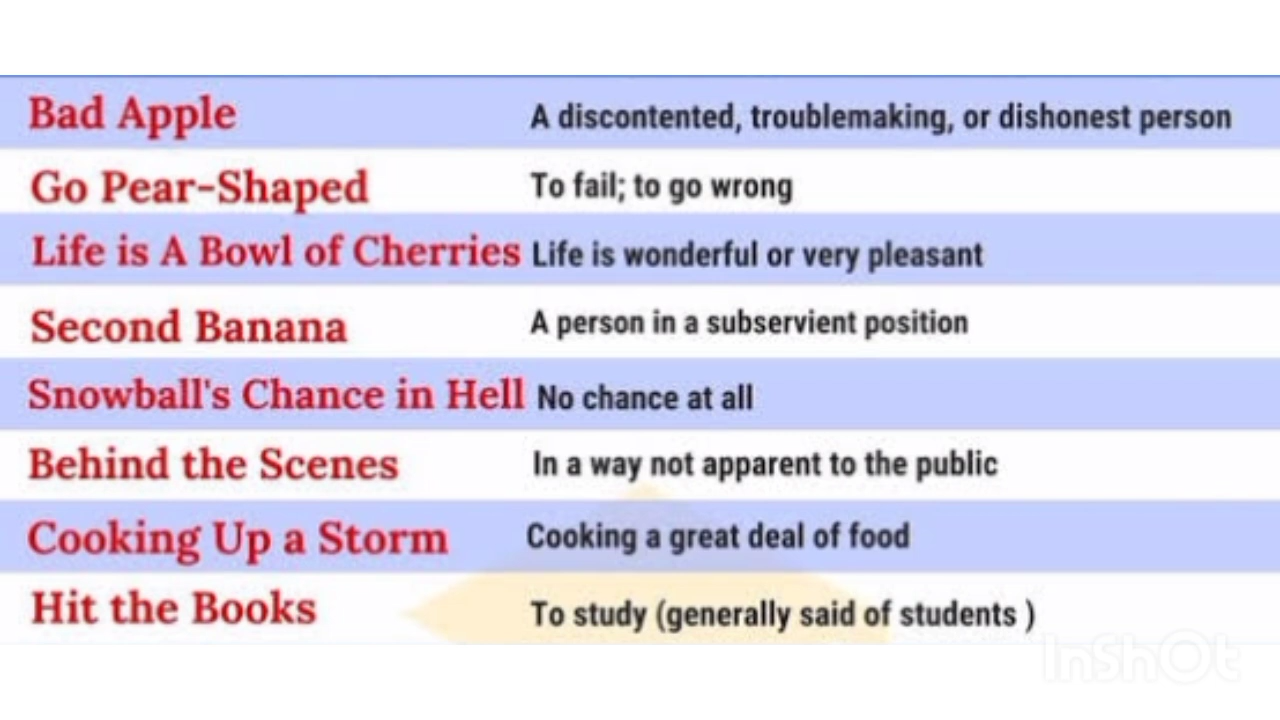 Bad Apple A discontented, troublemaking, or dishonest person
Go Pear-Shaped To fail; to go wrong
Life is A Bowl of Cherries Life is wonderful or very pleasant
Second Banana A person in a subservient position
Snowball's Chance in Hell No chance at all
Behind the Scenes In a way not apparent to the public
Cooking Up a Storm Cooking a great deal of food
Hit the Books To study (generally said of students )
InShOt